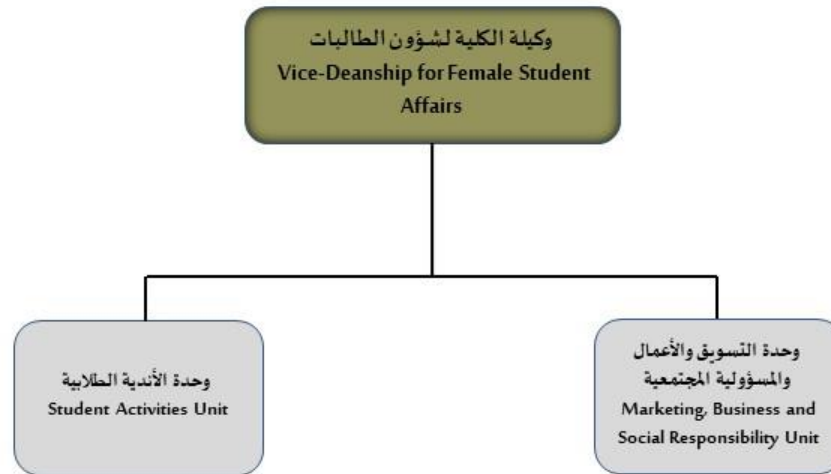 وكيلة الكلية لشؤون الطالبات
Vice-Deanship for Female Student
Affairs
وحدة التسويق والأعمال
والمسؤولية المجتمعية
Marketing, Business and
Social Responsibility Unit
وحدة الأندية الطلابية
Student Activities Unit